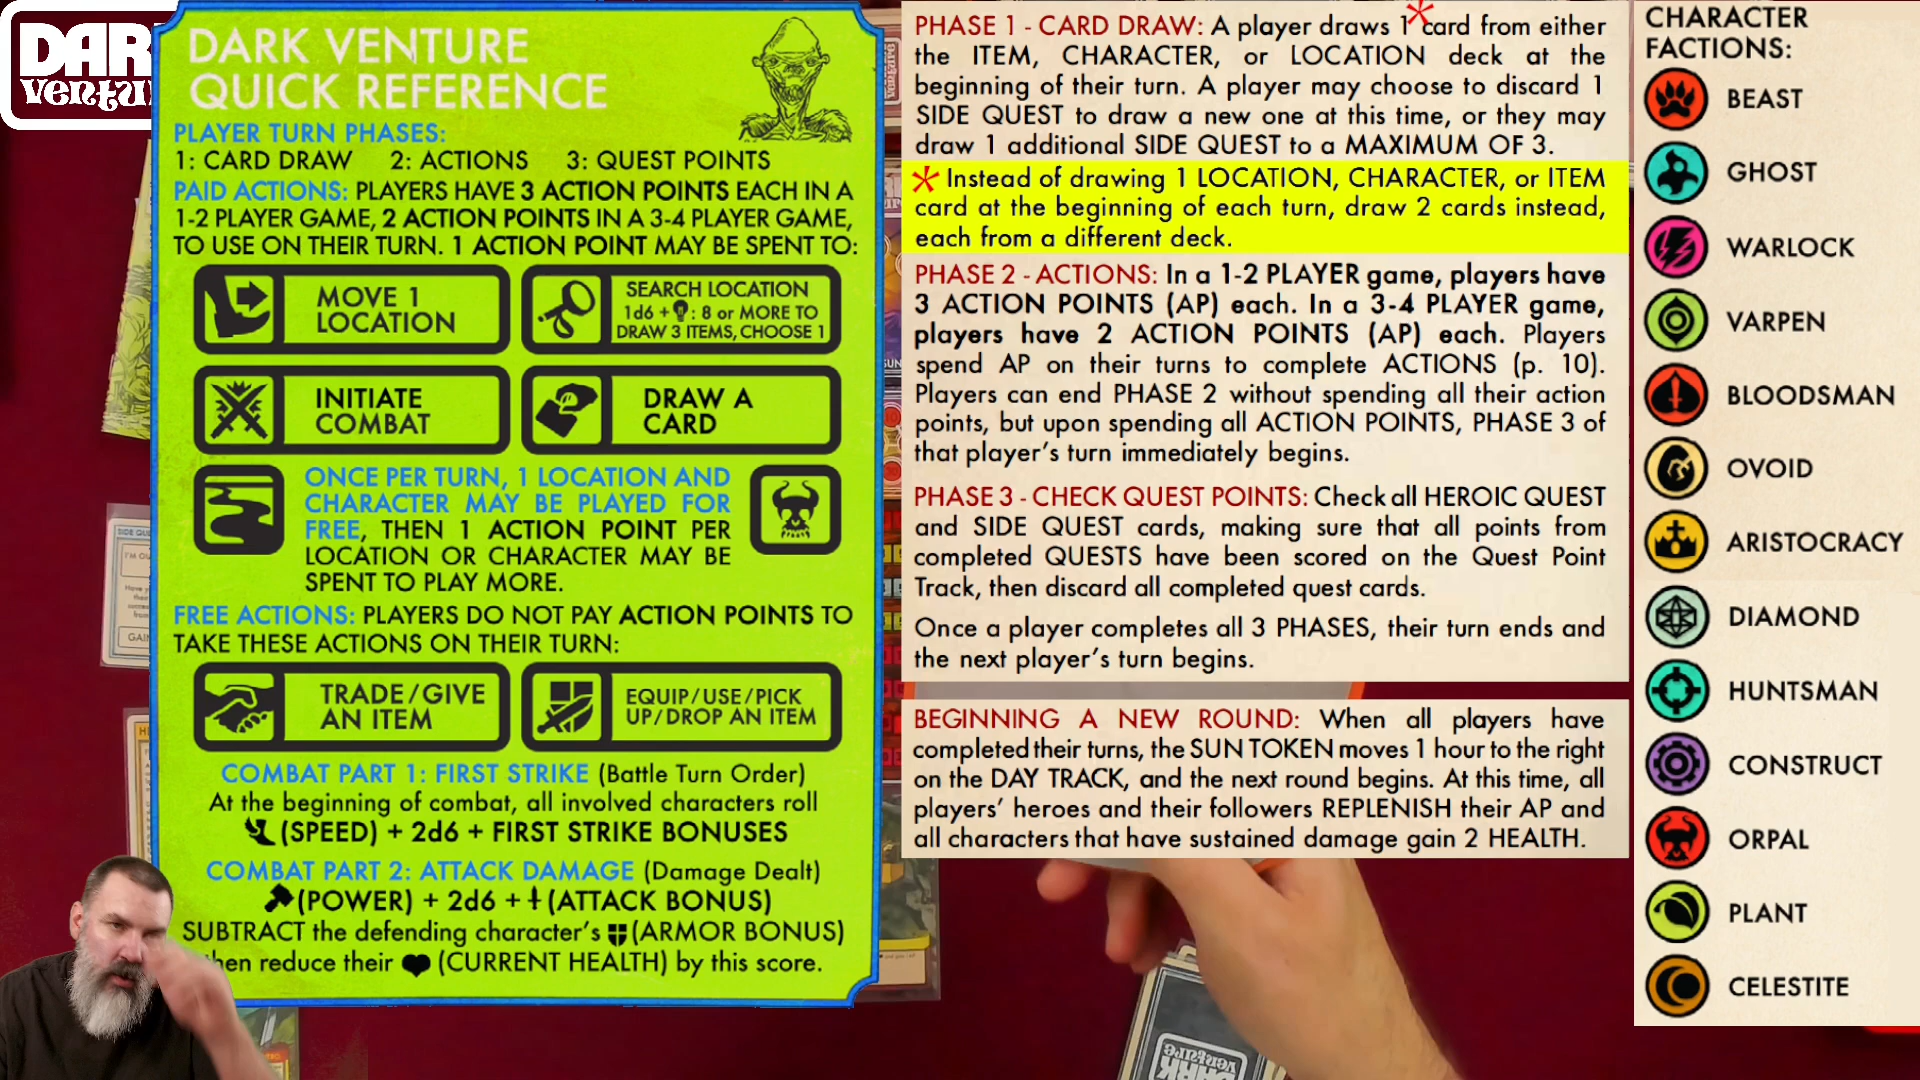 DAR
venture
DARK VENTURE
QUICK REFERENCE
PLAYER TURN PHASES:
1: CARD DRAW 2: ACTIONS 3: QUEST POINTS
PAID ACTIONS: PLAYERS HAVE 3 ACTION POINTS EACH IN A
1-2 PLAYER GAME, 2 ACTION POINTS IN A 3-4 PLAYER GAME,
TO USE ON THEIR TURN. 1 ACTION POINT MAY BE SPENT TO:
MOVE 1
LOCATION
SEARCH LOCATION
1d6 + : 8 or MORE TO
DRAW 3 ITEMS, CHOOSE 1
INITIATE
COMBAT
DRAW A
CARD
ONCE PER TURN, 1 LOCATION AND
CHARACTER MAY BE PLAYED FOR
FREE, THEN 1 ACTION POINT PER
LOCATION OR CHARACTER MAY BE
SPENT TO PLAY MORE.
FREE ACTIONS: PLAYERS DO NOT PAY ACTION POINTS TO
TAKE THESE ACTIONS ON THEIR TURN:
TRADE/GIVE
AN ITEM
EQUIP/USE/PICK
UP/DROP AN ITEM
COMBAT PART 1: FIRST STRIKE (Battle Turn Order)
At the beginning of combat, all involved characters roll
(SPEED) + 2d6 + FIRST STRIKE BONUSES
COMBAT PART 2: ATTACK DAMAGE (Damage Dealt)
(POWER) + 2d6 + (ATTACK BONUS)
SUBTRACT the defending character's (ARMOR BONUS)
hen reduce their (CURRENT HEALTH) by this score.
PHASE 1 - CARD DRAW: A player draws 1* card from either
the ITEM, CHARACTER, or LOCATION deck at the
beginning of their turn. A player may choose to discard 1
SIDE QUEST to draw a new one at this time, or they may
draw 1 additional SIDE QUEST to a MAXIMUM OF 3.
* Instead of drawing 1 LOCATION, CHARACTER, or ITEM
card at the beginning of each turn, draw 2 cards instead,
each from a different deck.
PHASE 2 - ACTIONS: In a 1-2 PLAYER game, players have
3 ACTION POINTS (AP) each. In a 3-4 PLAYER game,
players have 2 ACTION POINTS (AP) each. Players
spend AP on their turns to complete ACTIONS (p. 10).
Players can end PHASE 2 without spending all their action
points, but upon spending all ACTION POINTS, PHASE 3 of
that player's turn immediately begins.
PHASE 3 - CHECK QUEST POINTS: Check all HEROIC QUEST
and SIDE QUEST cards, making sure that all points from
completed QUESTS have been scored on the Quest Point
Track, then discard all completed quest cards.
Once a player completes all 3 PHASES, their turn ends and
the next player's turn begins.
BEGINNING A NEW ROUND: When all players have
completed their turns, the SUN TOKEN moves 1 hour to the right
on the DAY TRACK, and the next round begins. At this time, all
players' heroes and their followers REPLENISH their AP and
all characters that have sustained damage gain 2 HEALTH.
CHARACTER
FACTIONS:
BEAST
GHOST
WARLOCK
VARPEN
BLOODSMAN
OVOID
ARISTOCRACY
DIAMOND
HUNTSMAN
CONSTRUCT
ORPAL
PLANT
CELESTITE
SUN
SIDE QU
I'M OU
GAI
DARK
venture